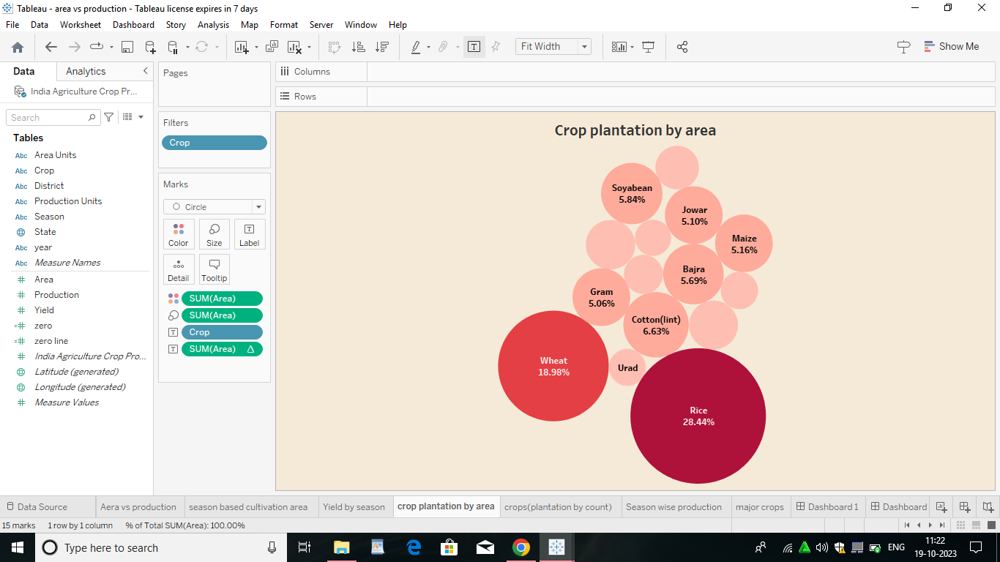 Tableau - area vs production - Tableau license expires in 7 days
File Data Worksheet Dashboard Story Analysis Map Format Server Window Help
Fit Width
Show Me
Data Analytics
India Agriculture Crop Pr...
Search
Tables
Abc Area Units
Abc Crop
Abc District
Abc Production Units
Abc Season
State
Abc year
Abc Measure Names
# Area
# Production
# Yield
=# zero
=# zero line
# India Agriculture Crop Pro...
Latitude (generated)
Longitude (generated)
# Measure Values
Pages
Filters
Crop
Marks
Circle
Color Size Label
Detail Tooltip
SUM(Area)
SUM(Area)
Crop
SUM(Area) Δ
Columns
Rows
Crop plantation by area
Soyabean
5.84%
Jowar
5.10%
Maize
5.16%
Bajra
5.69%
Gram
5.06%
Cotton(lint)
6.63%
Wheat
18.98%
Urad
Rice
28.44%
Data Source Aera vs production season based cultivation area Yield by season crop plantation by area crops(plantation by count) Season wise production major crops Dashboard 1 Dashboard
15 marks 1 row by 1 column % of Total SUM(Area): 100.00%
Type here to search
ENG
11:22
19-10-2023